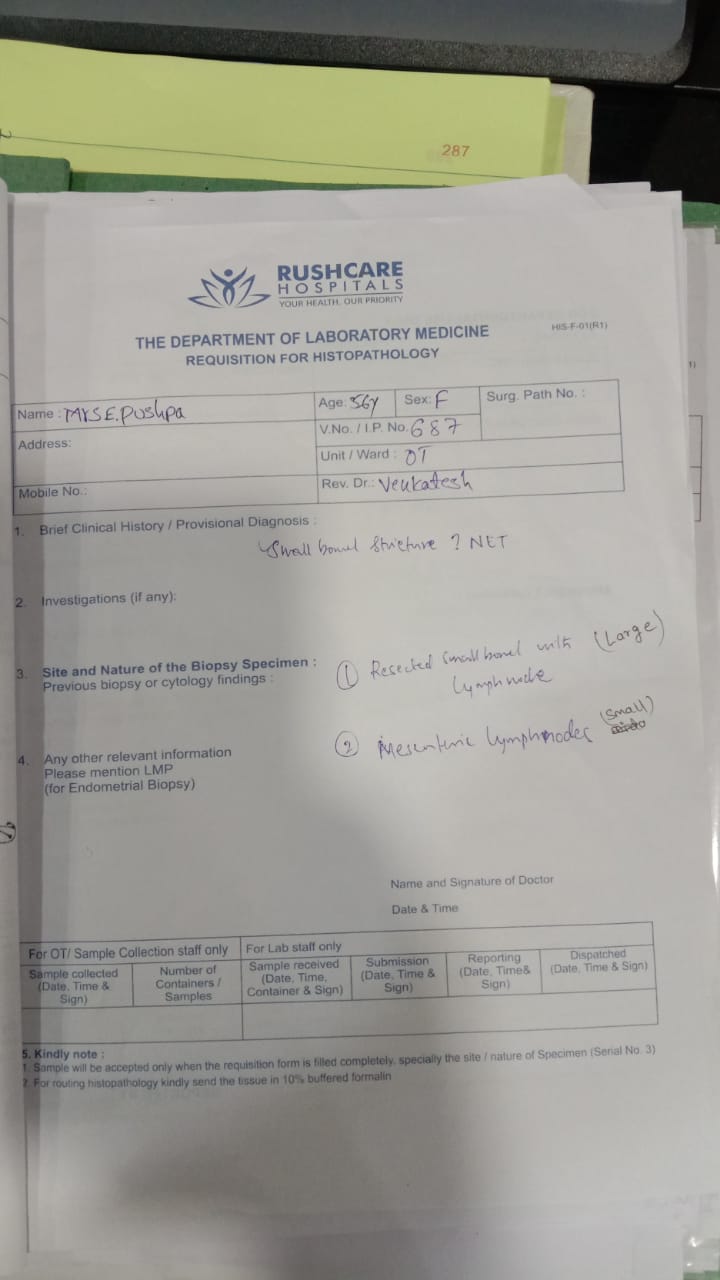 287
RUSHCARE
HOSPITALS
YOUR HEALTH, OUR PRIORITY
HIS-F-01(R1)
THE DEPARTMENT OF LABORATORY MEDICINE
REQUISITION FOR HISTOPATHOLOGY
Name : Mrs E. Pushpa
Age: 56y
Sex: F
Surg. Path No. :
V.No. / I.P. No. 687
Address:
Unit / Ward : OT
Mobile No.:
Rev. Dr.: Venkatesh
1. Brief Clinical History / Provisional Diagnosis :
Small bowel stricture ? NET
2. Investigations (if any):
3. Site and Nature of the Biopsy Specimen :
Previous biopsy or cytology findings :
① Resected small bowel with (Large)
lymph node
② Mesenteric lymphnodes (small)
4. Any other relevant information
Please mention LMP
(for Endometrial Biopsy)
Name and Signature of Doctor
Date & Time
For OT/ Sample Collection staff only
For Lab staff only
Sample collected
(Date, Time &
Sign)
Number of
Containers /
Samples
Sample received
(Date, Time,
Container & Sign)
Submission
(Date, Time &
Sign)
Reporting
(Date, Time&
Sign)
Dispatched
(Date, Time & Sign)
5. Kindly note :
1. Sample will be accepted only when the requisition form is filled completely, specially the site / nature of Specimen (Serial No. 3)
2. For routing histopathology kindly send the tissue in 10% buffered formalin